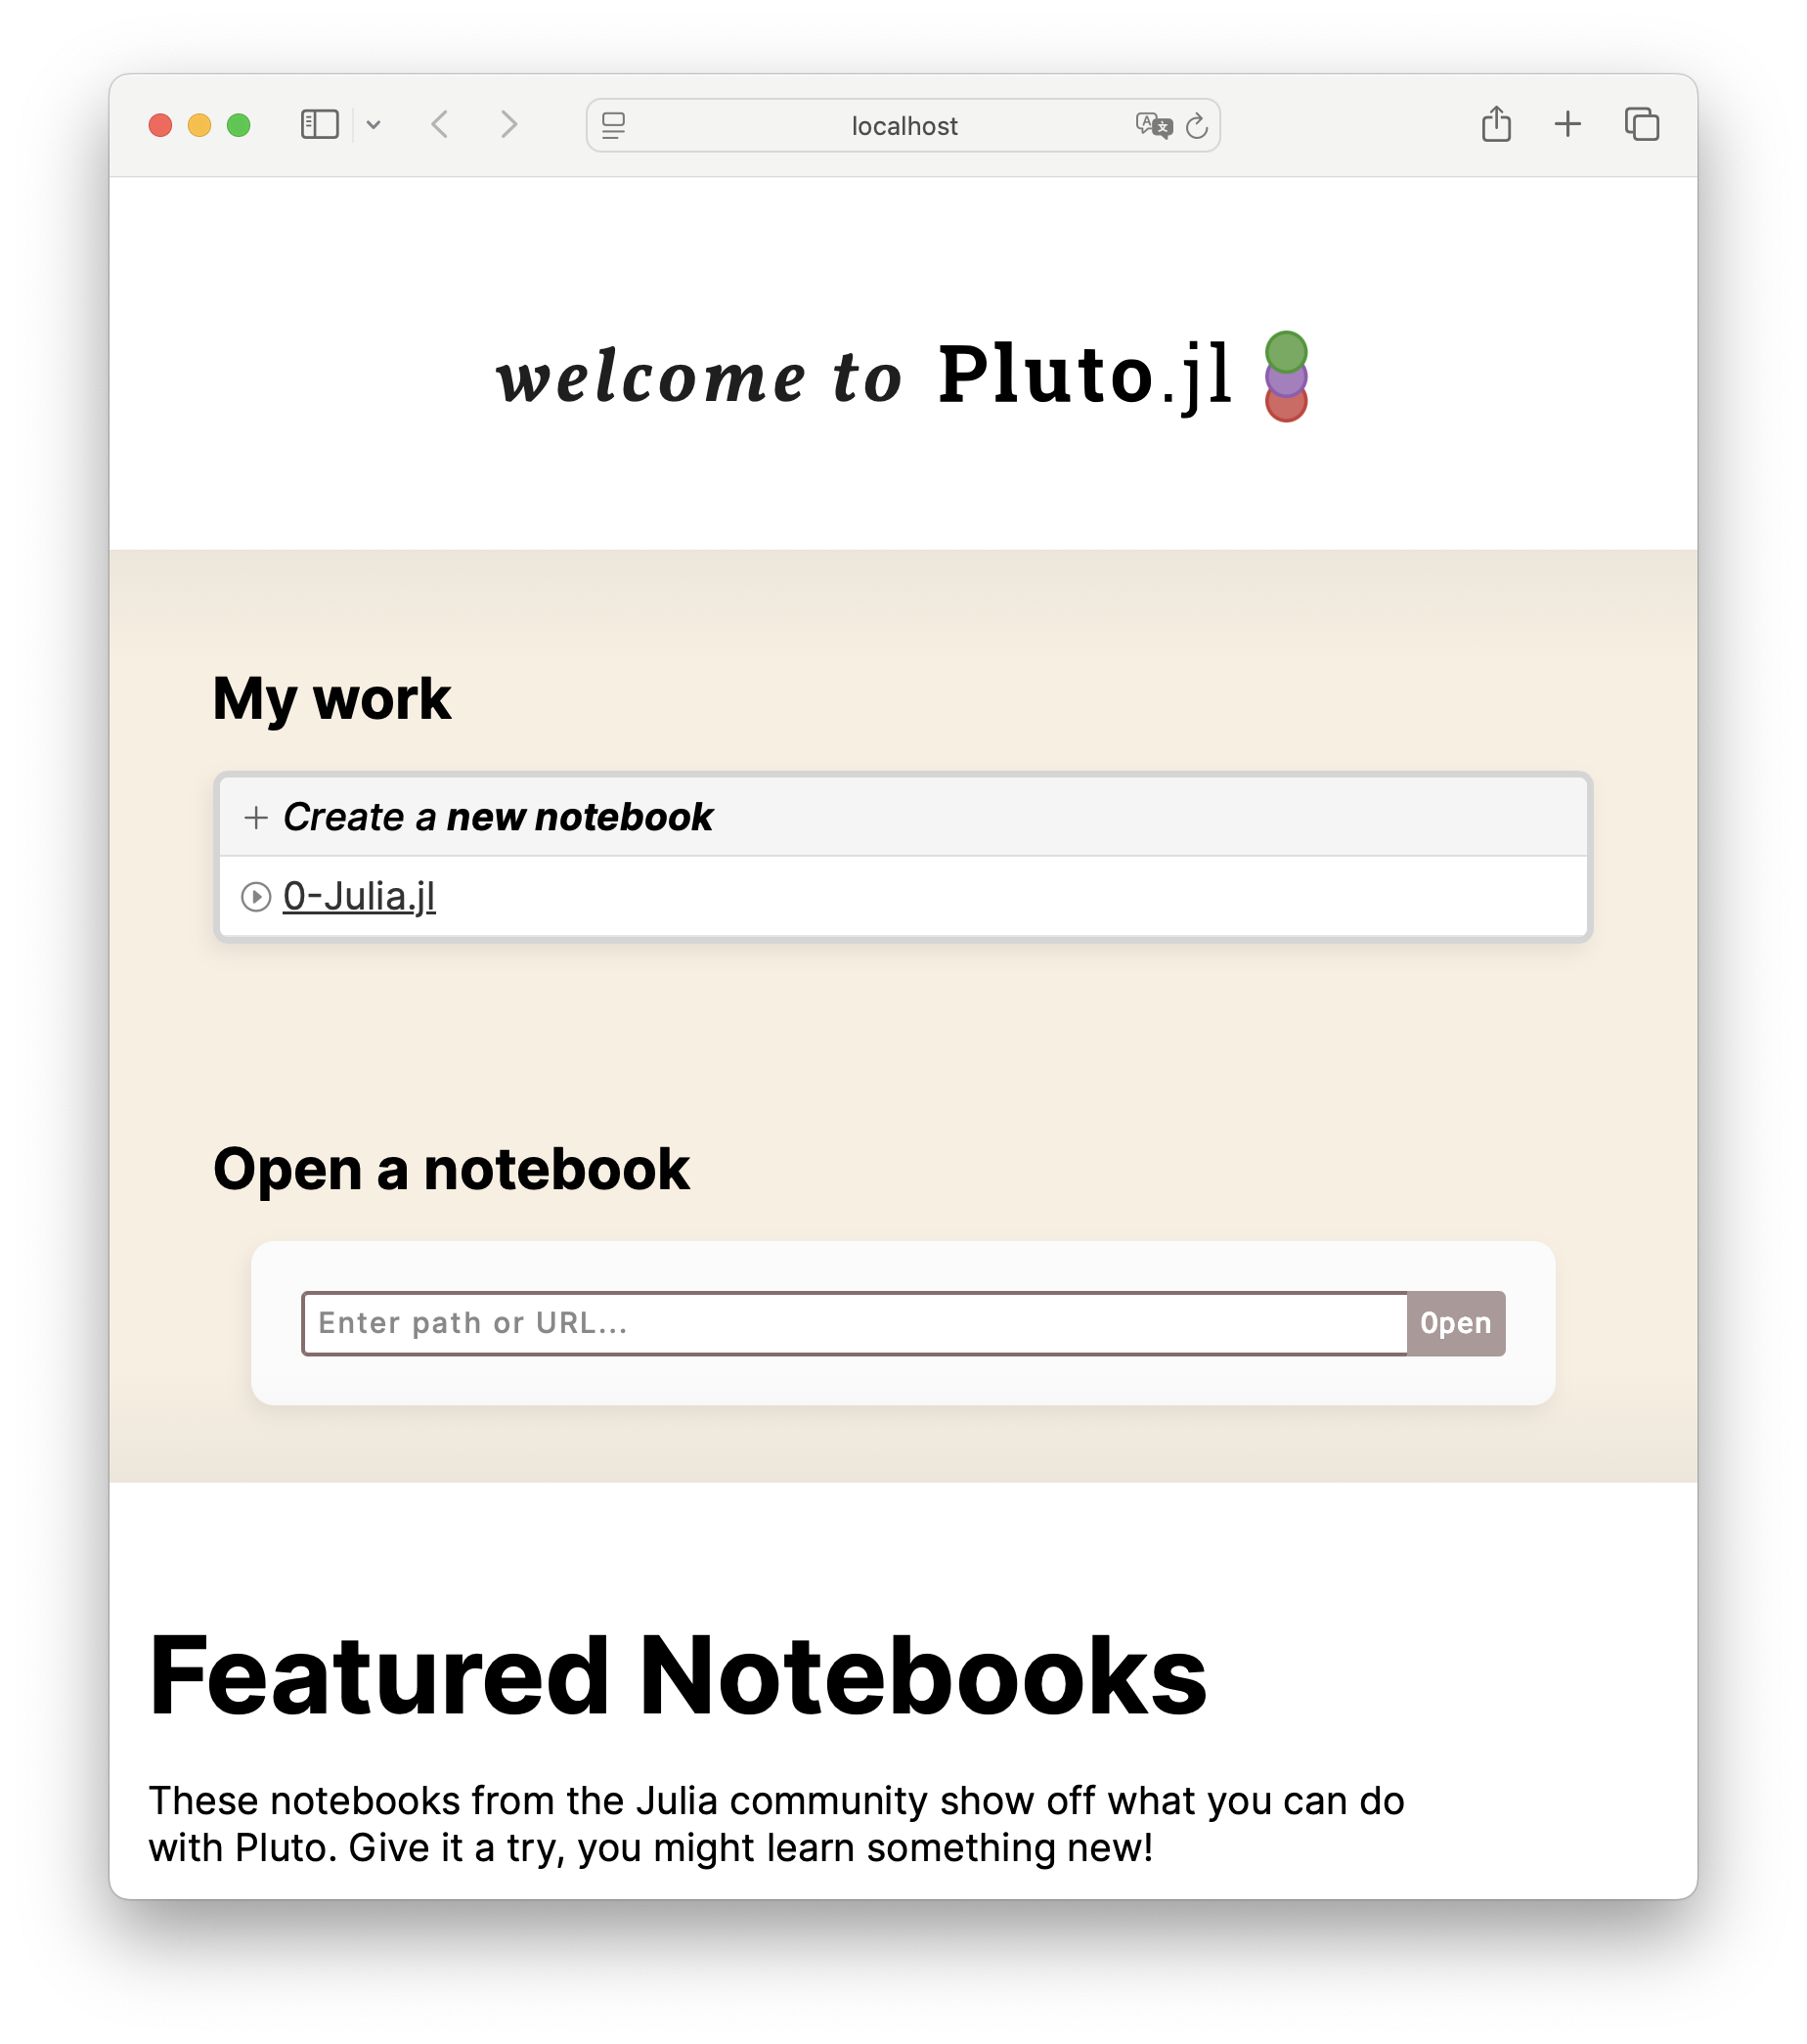 localhost
welcome to Pluto.jl
My work
Create a new notebook
0-Julia.jl
Open a notebook
Enter path or URL...
Open
Featured Notebooks
These notebooks from the Julia community show off what you can do
with Pluto. Give it a try, you might learn something new!